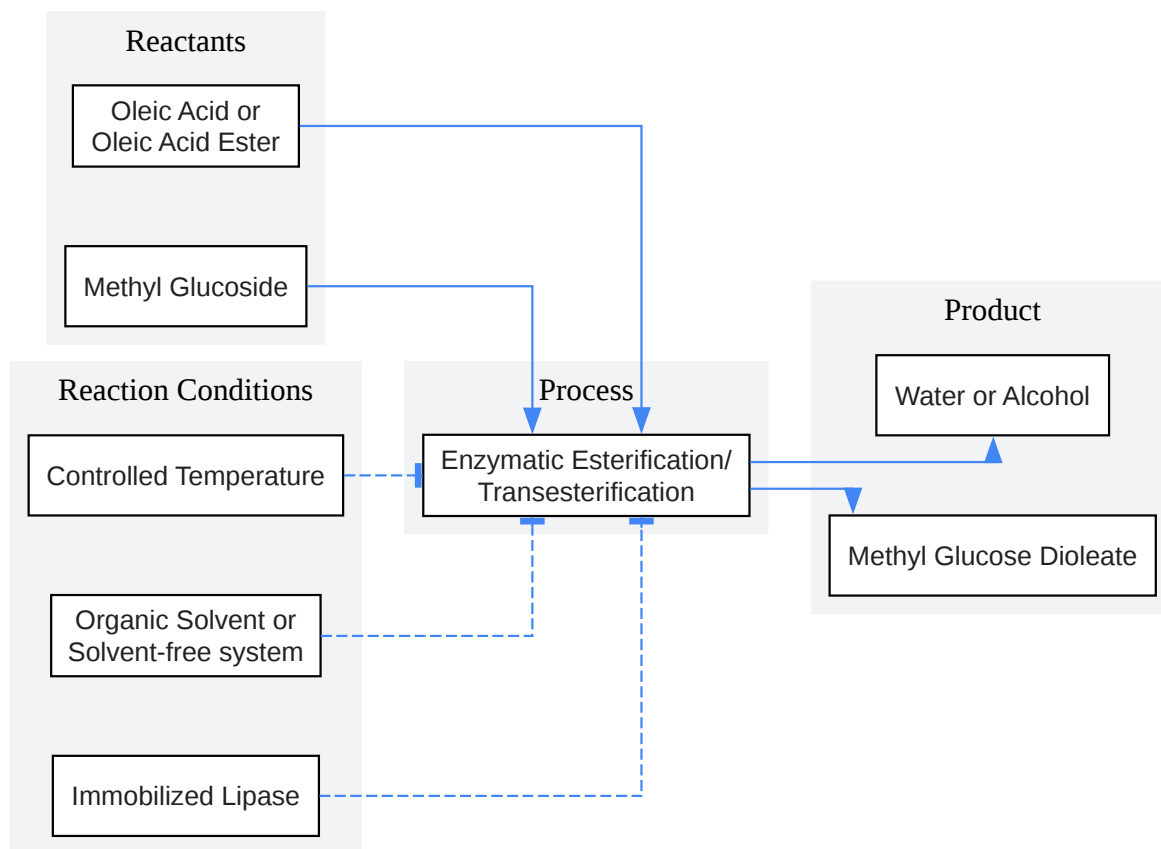 Reactants
Oleic Acid or
Oleic Acid Ester
Methyl Glucoside
Reaction Conditions
Controlled Temperature
Organic Solvent or
Solvent-free system
Immobilized Lipase
Process
Enzymatic Esterification/
Transesterification
Product
Water or Alcohol
Methyl Glucose Dioleate